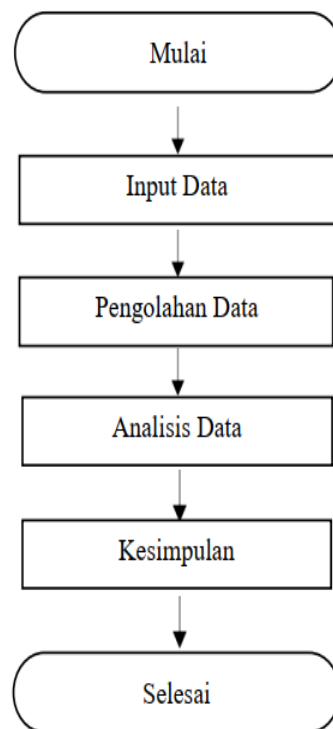 Mulai
Input Data
Pengolahan Data
Analisis Data
Kesimpulan
Selesai